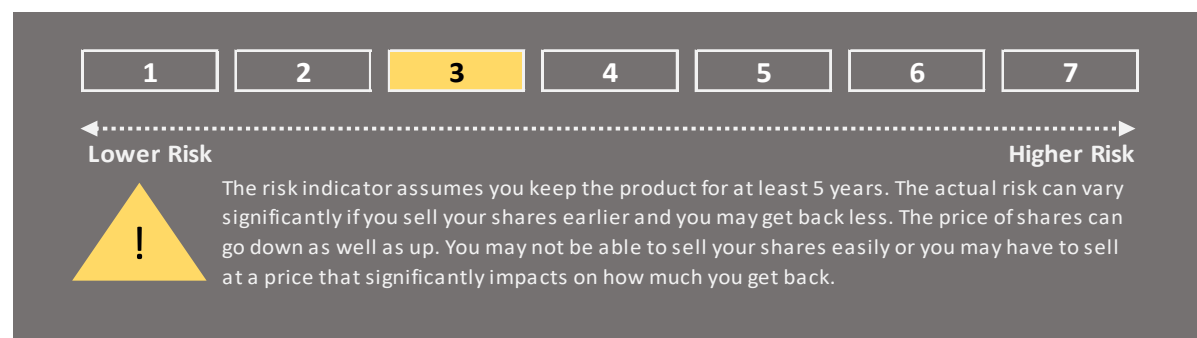 1 2 3 4 5 6 7
Lower Risk Higher Risk
The risk indicator assumes you keep the product for at least 5 years. The actual risk can vary
significantly if you sell your shares earlier and you may get back less. The price of shares can
go down as well as up. You may not be able to sell your shares easily or you may have to sell
at a price that significantly impacts on how much you get back.
!